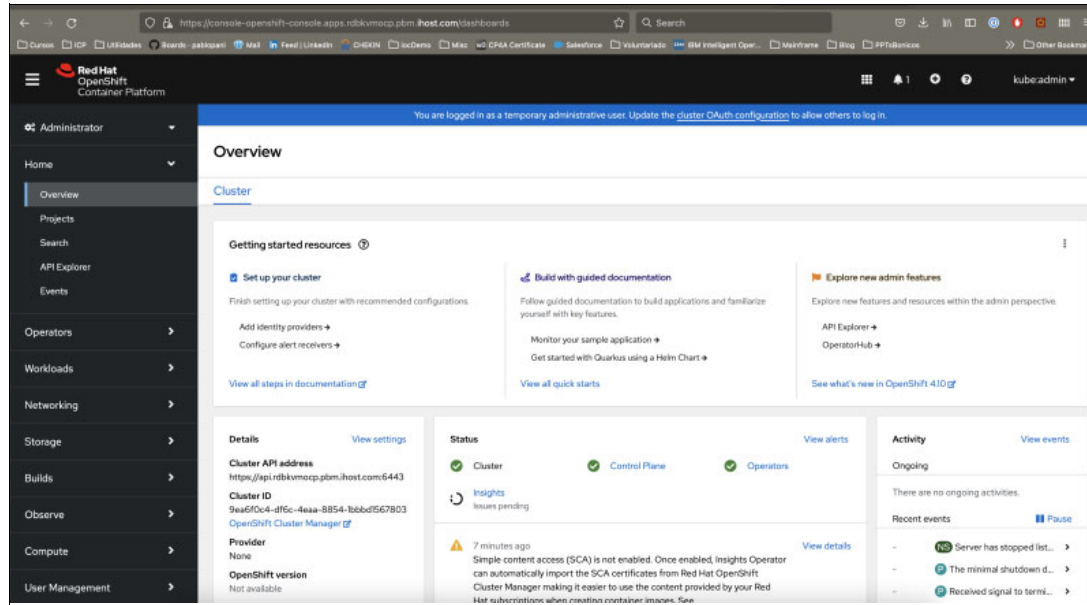 https://console-openshift-console.apps.rdbkvmocp.pbm.ihost.com/dashboards
Search
Cursos
ICP
Utilidades
Boards - pablopani
Mail
Feed | LinkedIn
CHEKIN
IocDemo
Misc
CP4A Certificate
Salesforce
Voluntariado
IBM Intelligent Oper...
Mainframe
Blog
PPTsBonicos
Other Bookmar
Red Hat
OpenShift
Container Platform
1
kube:admin
You are logged in as a temporary administrative user. Update the cluster OAuth configuration to allow others to log in.
Administrator
Home
Overview
Projects
Search
API Explorer
Events
Operators
Workloads
Networking
Storage
Builds
Observe
Compute
User Management
Overview
Cluster
Getting started resources
Set up your cluster
Finish setting up your cluster with recommended configurations.
Add identity providers →
Configure alert receivers →
View all steps in documentation
Build with guided documentation
Follow guided documentation to build applications and familiarize
yourself with key features.
Monitor your sample application →
Get started with Quarkus using a Helm Chart →
View all quick starts
Explore new admin features
Explore new features and resources within the admin perspective.
API Explorer →
OperatorHub →
See what's new in OpenShift 4.10
Details
View settings
Cluster API address
https://api.rdbkvmocp.pbm.ihost.com:6443
Cluster ID
9ea6f0c4-df6c-4eaa-8854-1bbbd1567803
OpenShift Cluster Manager
Provider
None
OpenShift version
Not available
Status
View alerts
Cluster
Control Plane
Operators
Insights
Issues pending
7 minutes ago
View details
Simple content access (SCA) is not enabled. Once enabled, Insights Operator
can automatically import the SCA certificates from Red Hat OpenShift
Cluster Manager making it easier to use the content provided by your Red
Hat subscriptions when creating container images. See
Activity
View events
Ongoing
There are no ongoing activities.
Recent events
Pause
- NS Server has stopped list...
- P The minimal shutdown d...
- P Received signal to termi...